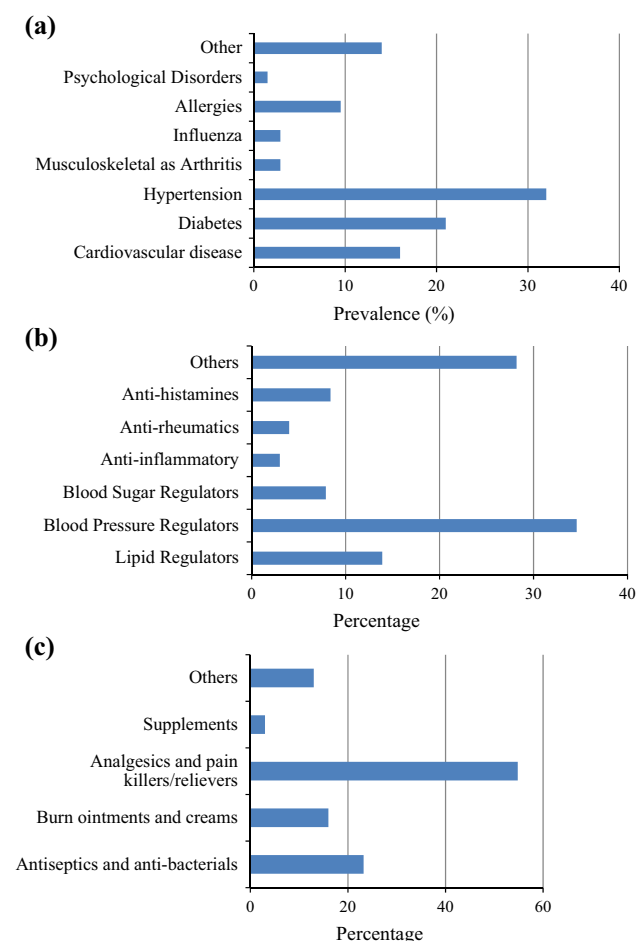 (a)
Other
Psychological Disorders
Allergies
Influenza
Musculoskeletal as Arthritis
Hypertension
Diabetes
Cardiovascular disease
0 10 20 30 40
Prevalence (%)
(b)
Others
Anti-histamines
Anti-rheumatics
Anti-inflammatory
Blood Sugar Regulators
Blood Pressure Regulators
Lipid Regulators
0 10 20 30 40
Percentage
(c)
Others
Supplements
Analgesics and pain
killers/relievers
Burn ointments and creams
Antiseptics and anti-bacterials
0 20 40 60
Percentage